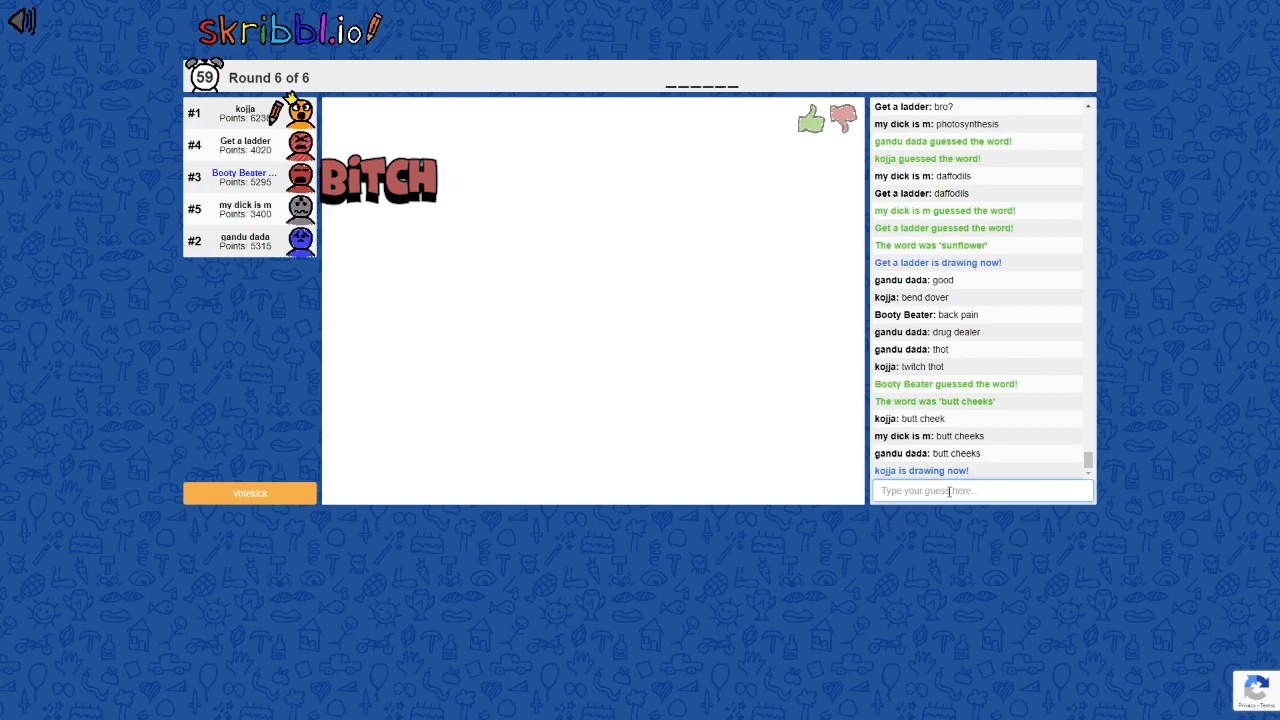 skribbl.io
59 Round 6 of 6
______
#1 kojja
Points: 6230
#4 Get a ladder
Points: 4020
#3 Booty Beater ...
Points: 5295
#5 my dick is m
Points: 3400
#2 gandu dada
Points: 5315
Votekick
BiTCH
Get a ladder: bro?
my dick is m: photosynthesis
gandu dada guessed the word!
kojja guessed the word!
my dick is m: daffodils
Get a ladder: daffodils
my dick is m guessed the word!
Get a ladder guessed the word!
The word was 'sunflower'
Get a ladder is drawing now!
gandu dada: good
kojja: bend dover
Booty Beater: back pain
gandu dada: drug dealer
gandu dada: thot
kojja: twitch thot
Booty Beater guessed the word!
The word was 'butt cheeks'
kojja: butt cheek
my dick is m: butt cheeks
gandu dada: butt cheeks
kojja is drawing now!
Type your guess here...
Privacy - Terms